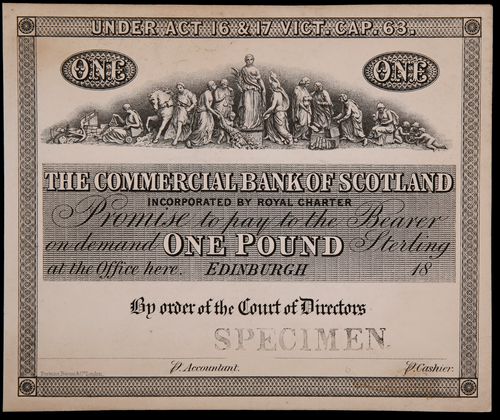 UNDER ACT 16 & 17 VICT. CAP. 63.
ONE ONE
THE COMMERCIAL BANK OF SCOTLAND
INCORPORATED BY ROYAL CHARTER
Promise to pay to the Bearer
on demand ONE POUND Sterling
at the Office here. EDINBURGH 18
By order of the Court of Directors
SPECIMEN
P. Accountant. P. Cashier.